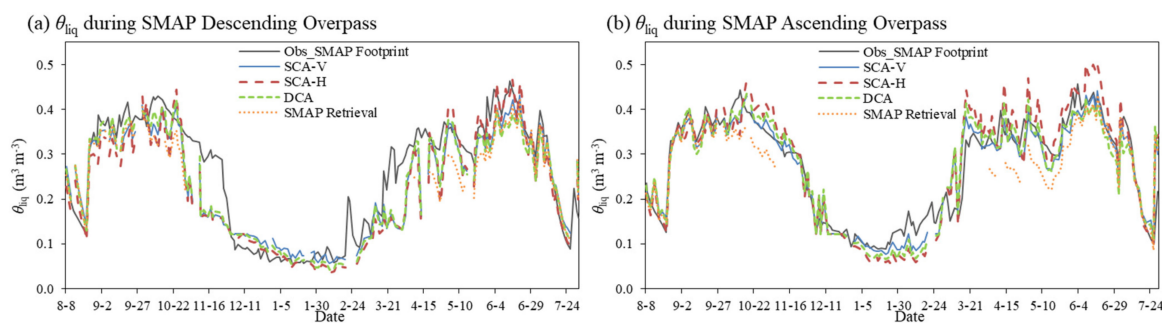 (a) θliq during SMAP Descending Overpass
Obs_SMAP Footprint
SCA-V
SCA-H
DCA
SMAP Retrieval
θliq (m³ m⁻³)
0.5
0.4
0.3
0.2
0.1
0.0
8-8 9-2 9-27 10-22 11-16 12-11 1-5 1-30 2-24 3-21 4-15 5-10 6-4 6-29 7-24
Date
(b) θliq during SMAP Ascending Overpass
Obs_SMAP Footprint
SCA-V
SCA-H
DCA
SMAP Retrieval
θliq (m³ m⁻³)
0.5
0.4
0.3
0.2
0.1
0.0
8-8 9-2 9-27 10-22 11-16 12-11 1-5 1-30 2-24 3-21 4-15 5-10 6-4 6-29 7-24
Date